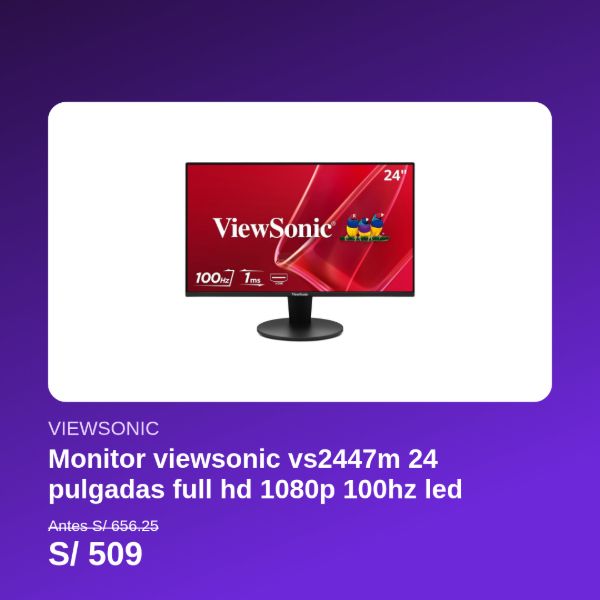 24"
ViewSonic®
100Hz 1ms HDMI
ViewSonic
VIEWSONIC
Monitor viewsonic vs2447m 24
pulgadas full hd 1080p 100hz led
Antes S/ 656.25
S/ 509